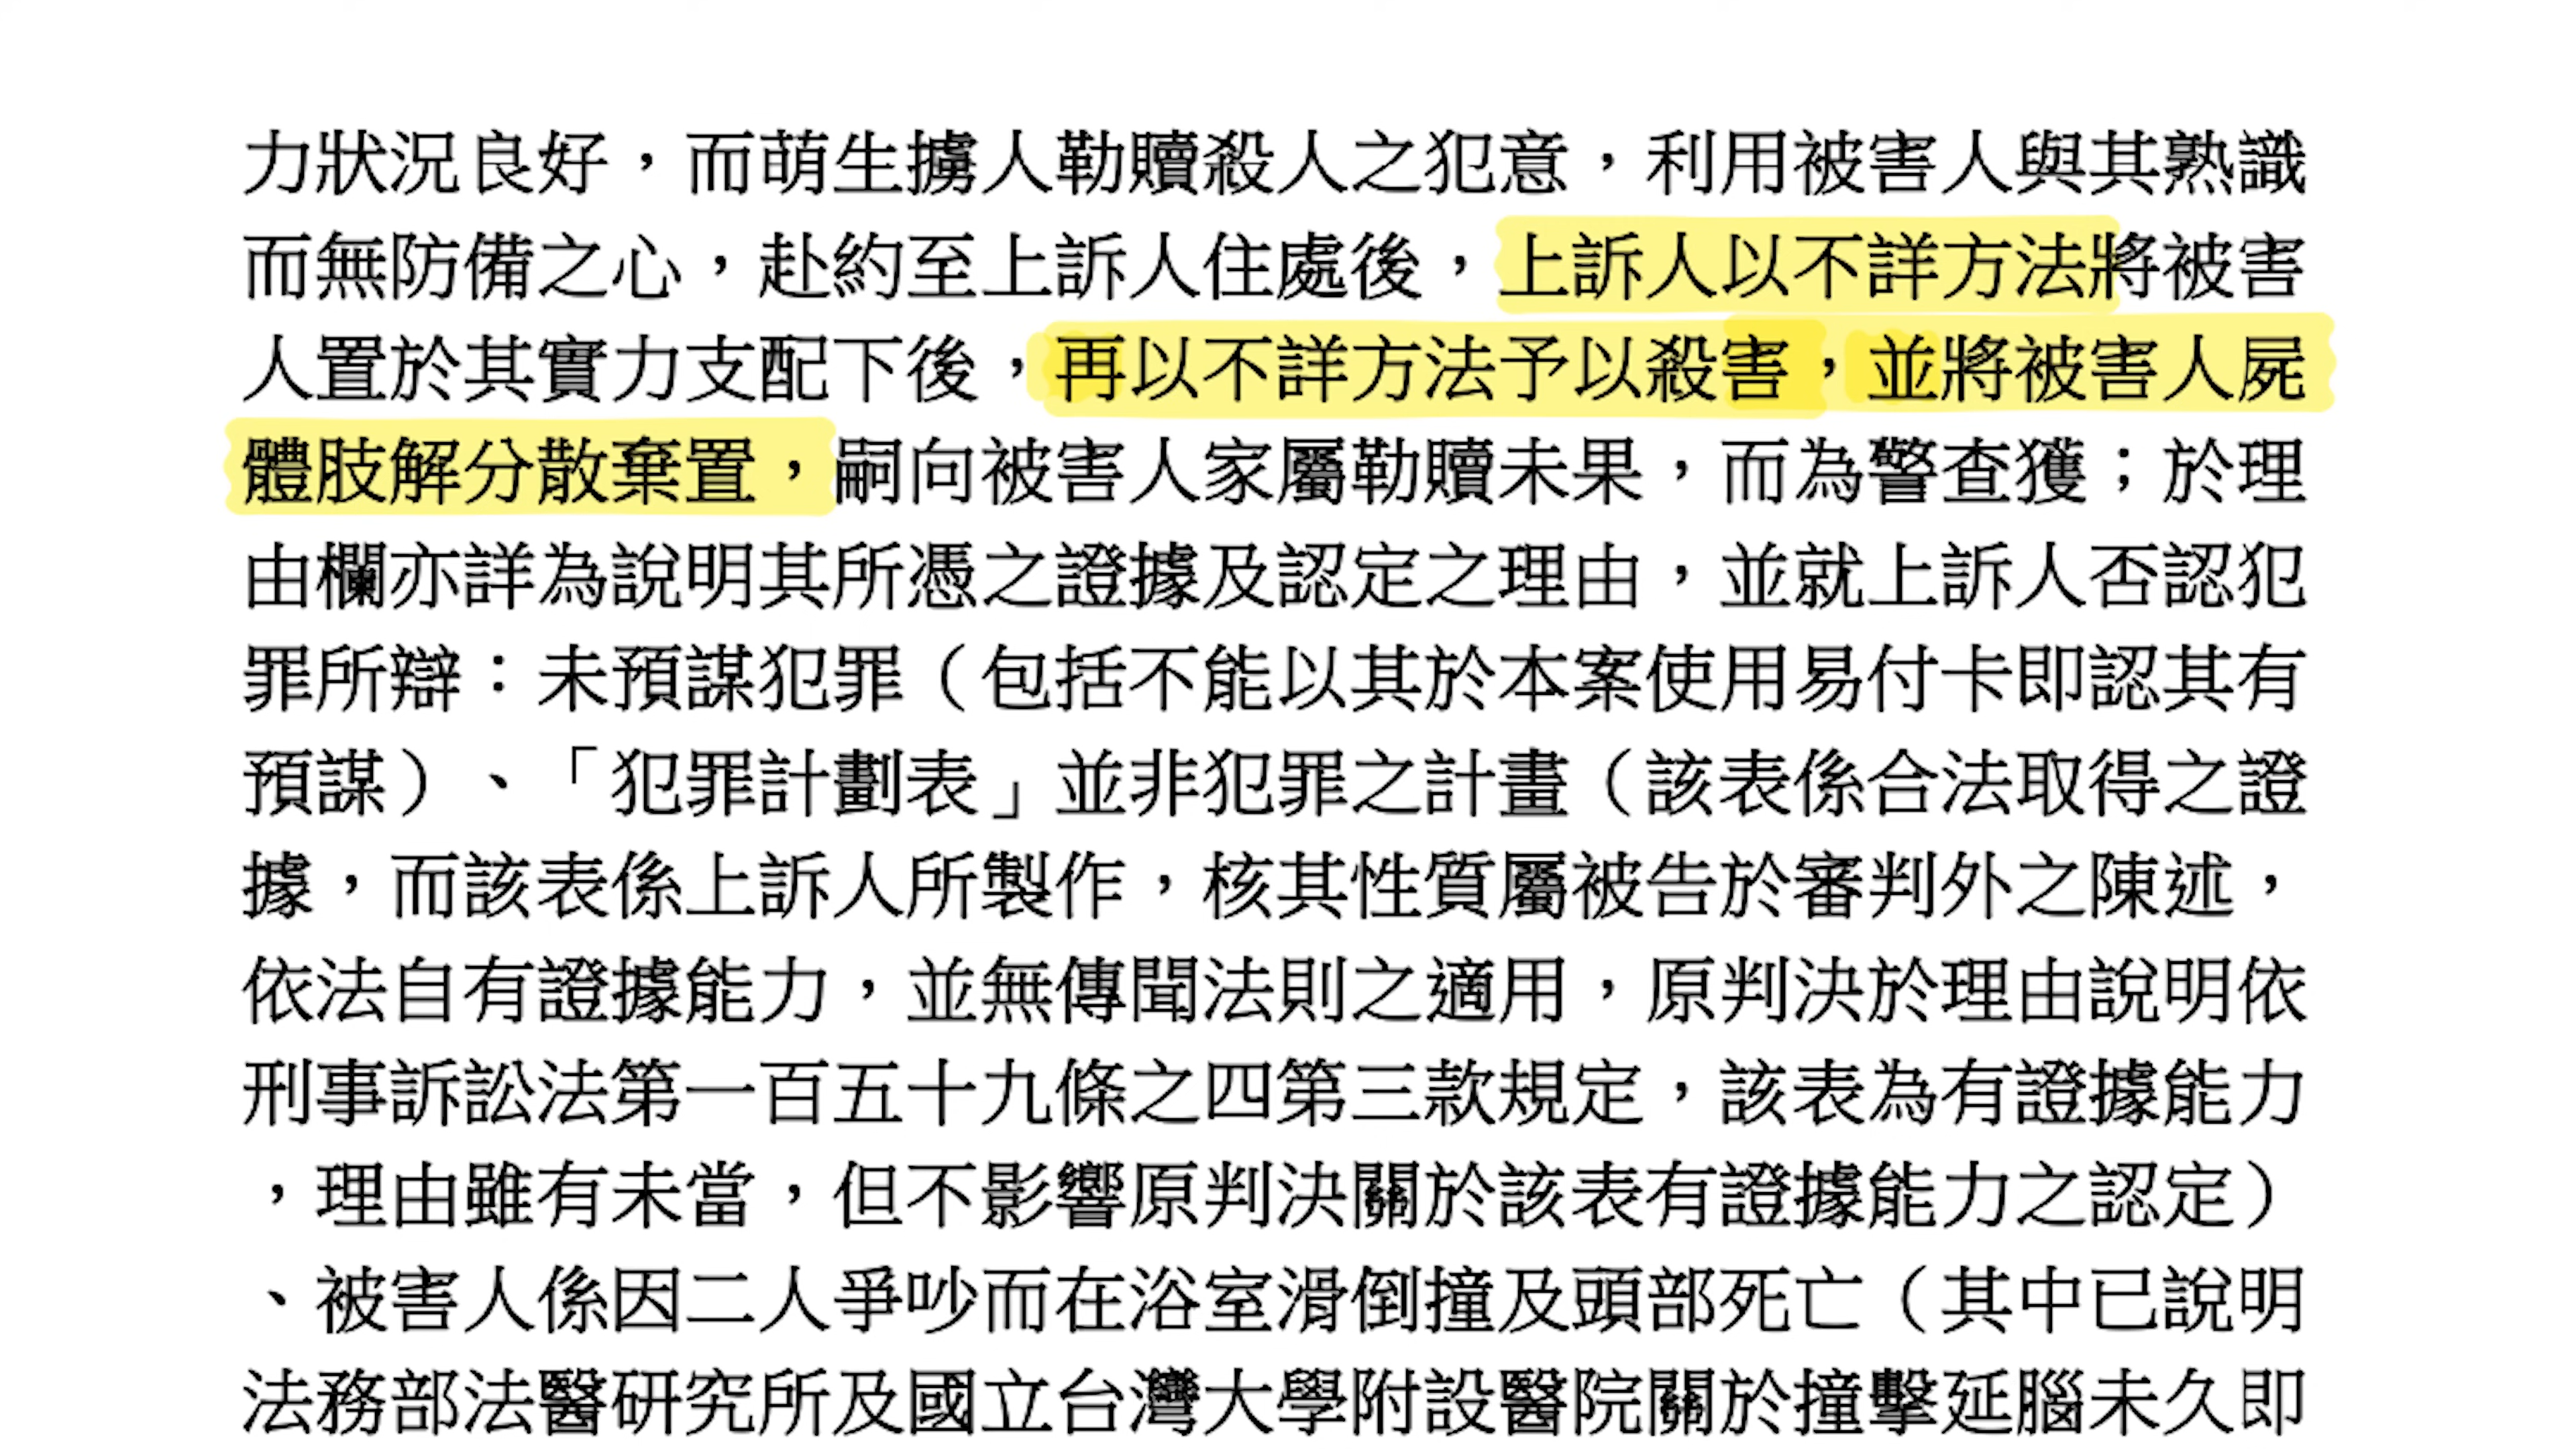 力狀況良好，而萌生擄人勒贖殺人之犯意，利用被害人與其熟識
而無防備之心，赴約至上訴人住處後，上訴人以不詳方法將被害
人置於其實力支配下後，再以不詳方法予以殺害，並將被害人屍
體肢解分散棄置，嗣向被害人家屬勒贖未果，而為警查獲；於理
由欄亦詳為說明其所憑之證據及認定之理由，並就上訴人否認犯
罪所辯：未預謀犯罪（包括不能以其於本案使用易付卡即認其有
預謀）、「犯罪計劃表」並非犯罪之計畫（該表係合法取得之證
據，而該表係上訴人所製作，核其性質屬被告於審判外之陳述，
依法自有證據能力，並無傳聞法則之適用，原判決於理由說明依
刑事訴訟法第一百五十九條之四第三款規定，該表為有證據能力
，理由雖有未當，但不影響原判決關於該表有證據能力之認定）
、被害人係因二人爭吵而在浴室滑倒撞及頭部死亡（其中已說明
法務部法醫研究所及國立台灣大學附設醫院關於撞擊延腦未久即